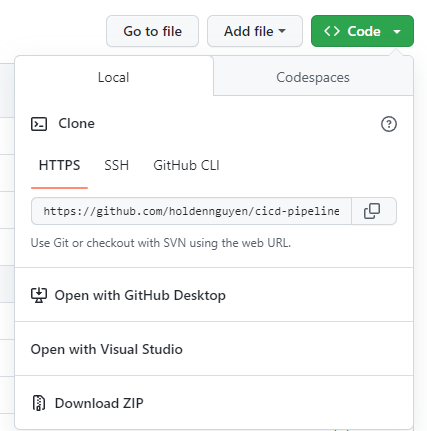 Go to file
Add file
<> Code
Local
Codespaces
Clone
HTTPS
SSH
GitHub CLI
https://github.com/holdennguyen/cicd-pipeline
Use Git or checkout with SVN using the web URL.
Open with GitHub Desktop
Open with Visual Studio
Download ZIP